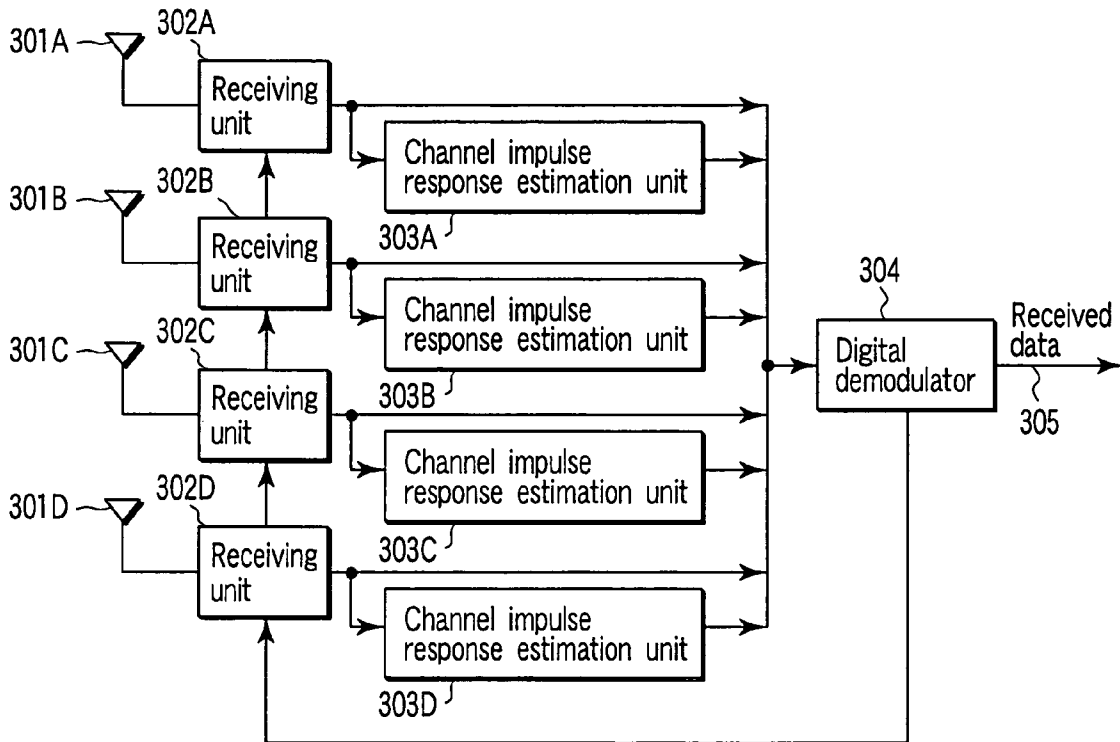 301A
302A
Receiving
unit
Channel impulse
response estimation unit
303A
301B
302B
Receiving
unit
Channel impulse
response estimation unit
303B
301C
302C
Receiving
unit
Channel impulse
response estimation unit
303C
301D
302D
Receiving
unit
Channel impulse
response estimation unit
303D
304
Digital
demodulator
Received
data
305